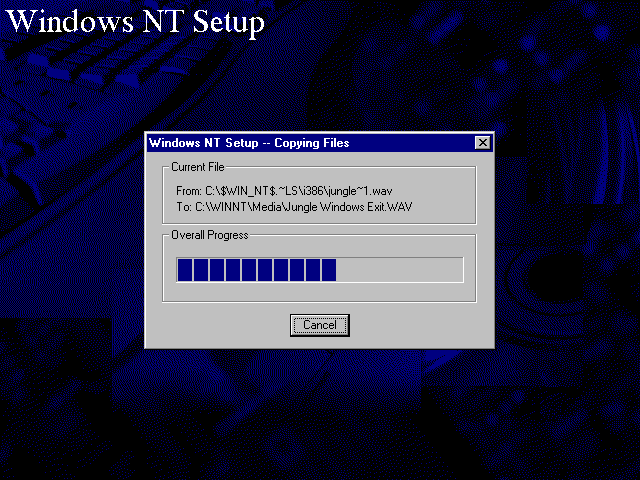 Windows NT Setup
Windows NT Setup -- Copying Files
Current File
From: C:\$WIN_NT$.~LS\i386\jungle~1.wav
To: C:\WINNT\Media\Jungle Windows Exit.WAV
Overall Progress
Cancel